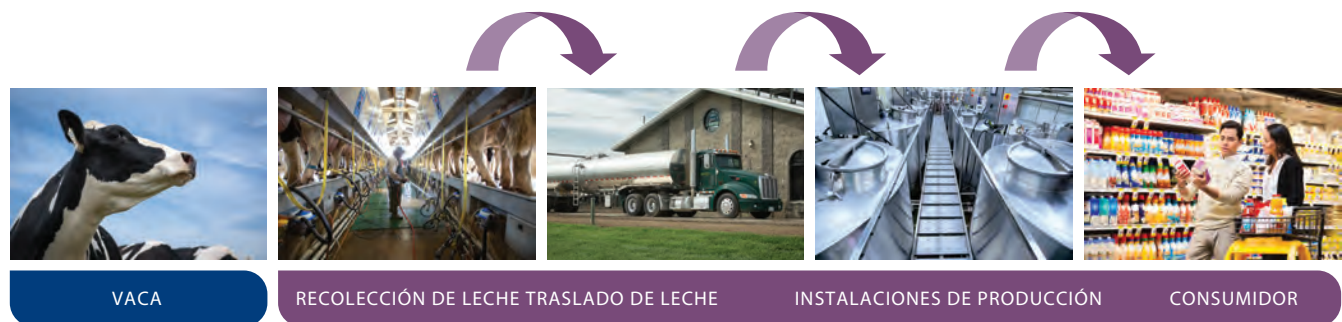 VACA
RECOLECCIÓN DE LECHE TRASLADO DE LECHE
INSTALACIONES DE PRODUCCIÓN
CONSUMIDOR